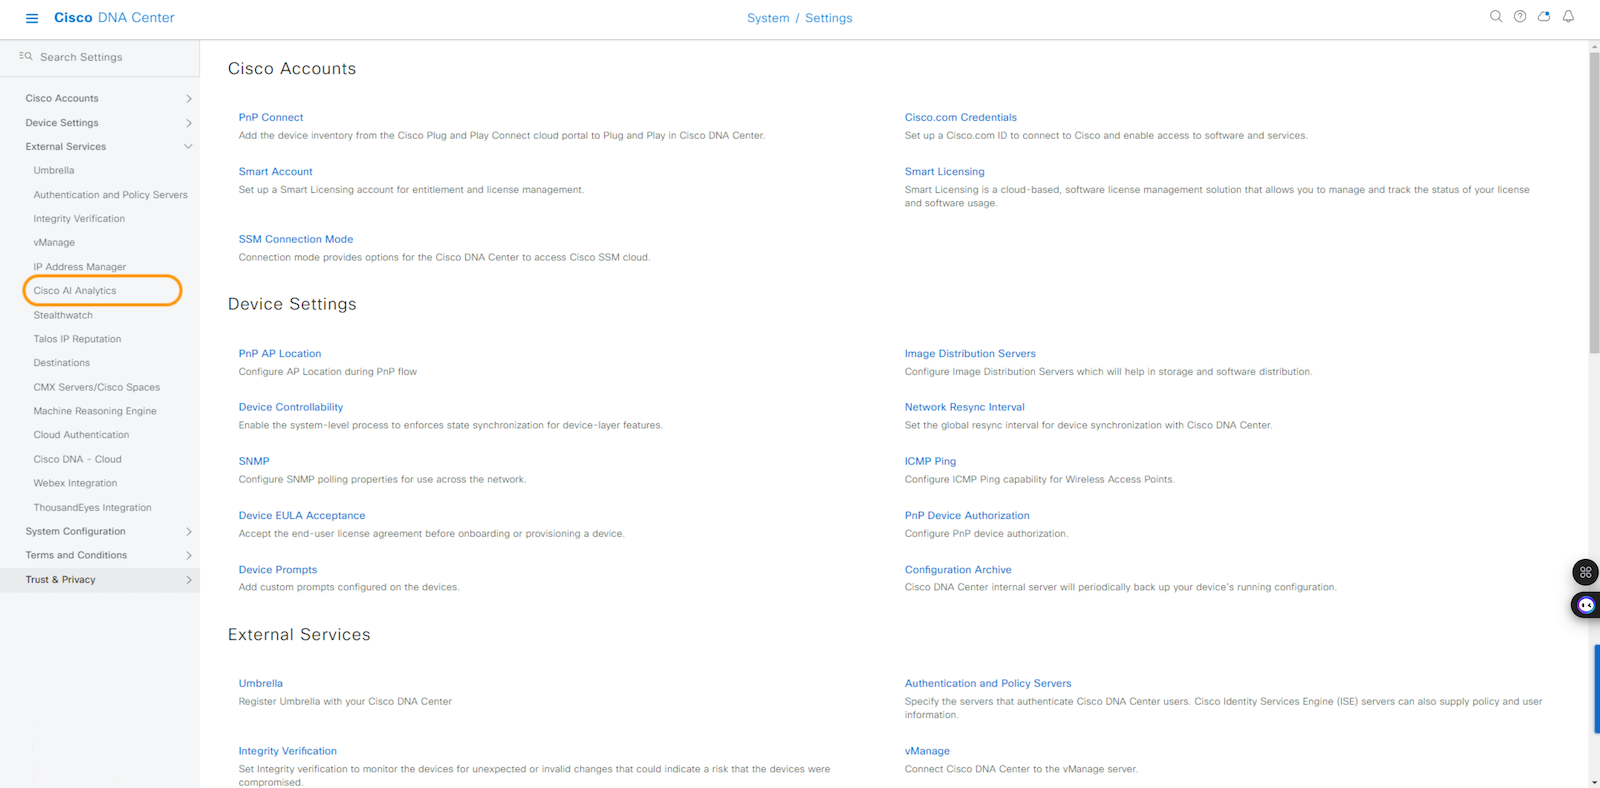 Cisco DNA Center
System / Settings
Search Settings
Cisco Accounts
Device Settings
External Services
Umbrella
Authentication and Policy Servers
Integrity Verification
vManage
IP Address Manager
Cisco AI Analytics
Stealthwatch
Talos IP Reputation
Destinations
CMX Servers/Cisco Spaces
Machine Reasoning Engine
Cloud Authentication
Cisco DNA - Cloud
Webex Integration
ThousandEyes Integration
System Configuration
Terms and Conditions
Trust & Privacy
Cisco Accounts
PnP Connect
Add the device inventory from the Cisco Plug and Play Connect cloud portal to Plug and Play in Cisco DNA Center.
Cisco.com Credentials
Set up a Cisco.com ID to connect to Cisco and enable access to software and services.
Smart Account
Set up a Smart Licensing account for entitlement and license management.
Smart Licensing
Smart Licensing is a cloud-based, software license management solution that allows you to manage and track the status of your license
and software usage.
SSM Connection Mode
Connection mode provides options for the Cisco DNA Center to access Cisco SSM cloud.
Device Settings
PnP AP Location
Configure AP Location during PnP flow
Image Distribution Servers
Configure Image Distribution Servers which will help in storage and software distribution.
Device Controllability
Enable the system-level process to enforces state synchronization for device-layer features.
Network Resync Interval
Set the global resync interval for device synchronization with Cisco DNA Center.
SNMP
Configure SNMP polling properties for use across the network.
ICMP Ping
Configure ICMP Ping capability for Wireless Access Points.
Device EULA Acceptance
Accept the end-user license agreement before onboarding or provisioning a device.
PnP Device Authorization
Configure PnP device authorization.
Device Prompts
Add custom prompts configured on the devices.
Configuration Archive
Cisco DNA Center internal server will periodically back up your device's running configuration.
External Services
Umbrella
Register Umbrella with your Cisco DNA Center
Authentication and Policy Servers
Specify the servers that authenticate Cisco DNA Center users. Cisco Identity Services Engine (ISE) servers can also supply policy and user
information.
Integrity Verification
Set Integrity verification to monitor the devices for unexpected or invalid changes that could indicate a risk that the devices were
compromised.
vManage
Connect Cisco DNA Center to the vManage server.